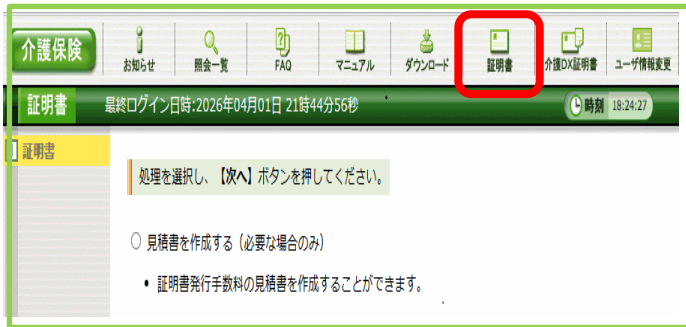 介護保険
お知らせ 照会一覧 FAQ マニュアル ダウンロード 証明書 介護DX証明書 ユーザ情報変更
証明書 最終ログイン日時:2026年04月01日 21時44分56秒 時刻 18:24:27
証明書
処理を選択し、【次へ】ボタンを押してください。
見積書を作成する（必要な場合のみ）
• 証明書発行手数料の見積書を作成することができます。